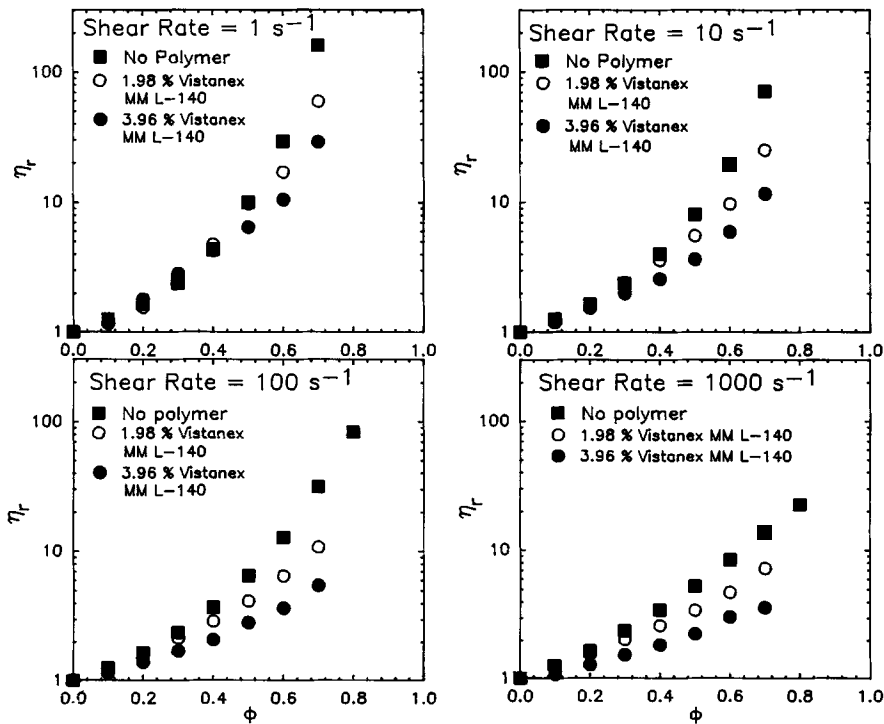 Shear Rate = 1 s⁻¹
No Polymer
1.98 % Vistanex
MM L-140
3.96 % Vistanex
MM L-140
100
10
1
ηr
0.0 0.2 0.4 0.6 0.8 1.0
Shear Rate = 10 s⁻¹
No Polymer
1.98 % Vistanex
MM L-140
3.96 % Vistanex
MM L-140
100
10
1
ηr
0.0 0.2 0.4 0.6 0.8 1.0
Shear Rate = 100 s⁻¹
No polymer
1.98 % Vistanex
MM L-140
3.96 % Vistanex
MM L-140
100
10
1
ηr
0.0 0.2 0.4 0.6 0.8 1.0
ϕ
Shear Rate = 1000 s⁻¹
No polymer
1.98 % Vistanex MM L-140
3.96 % Vistanex MM L-140
100
10
1
ηr
0.0 0.2 0.4 0.6 0.8 1.0
ϕ